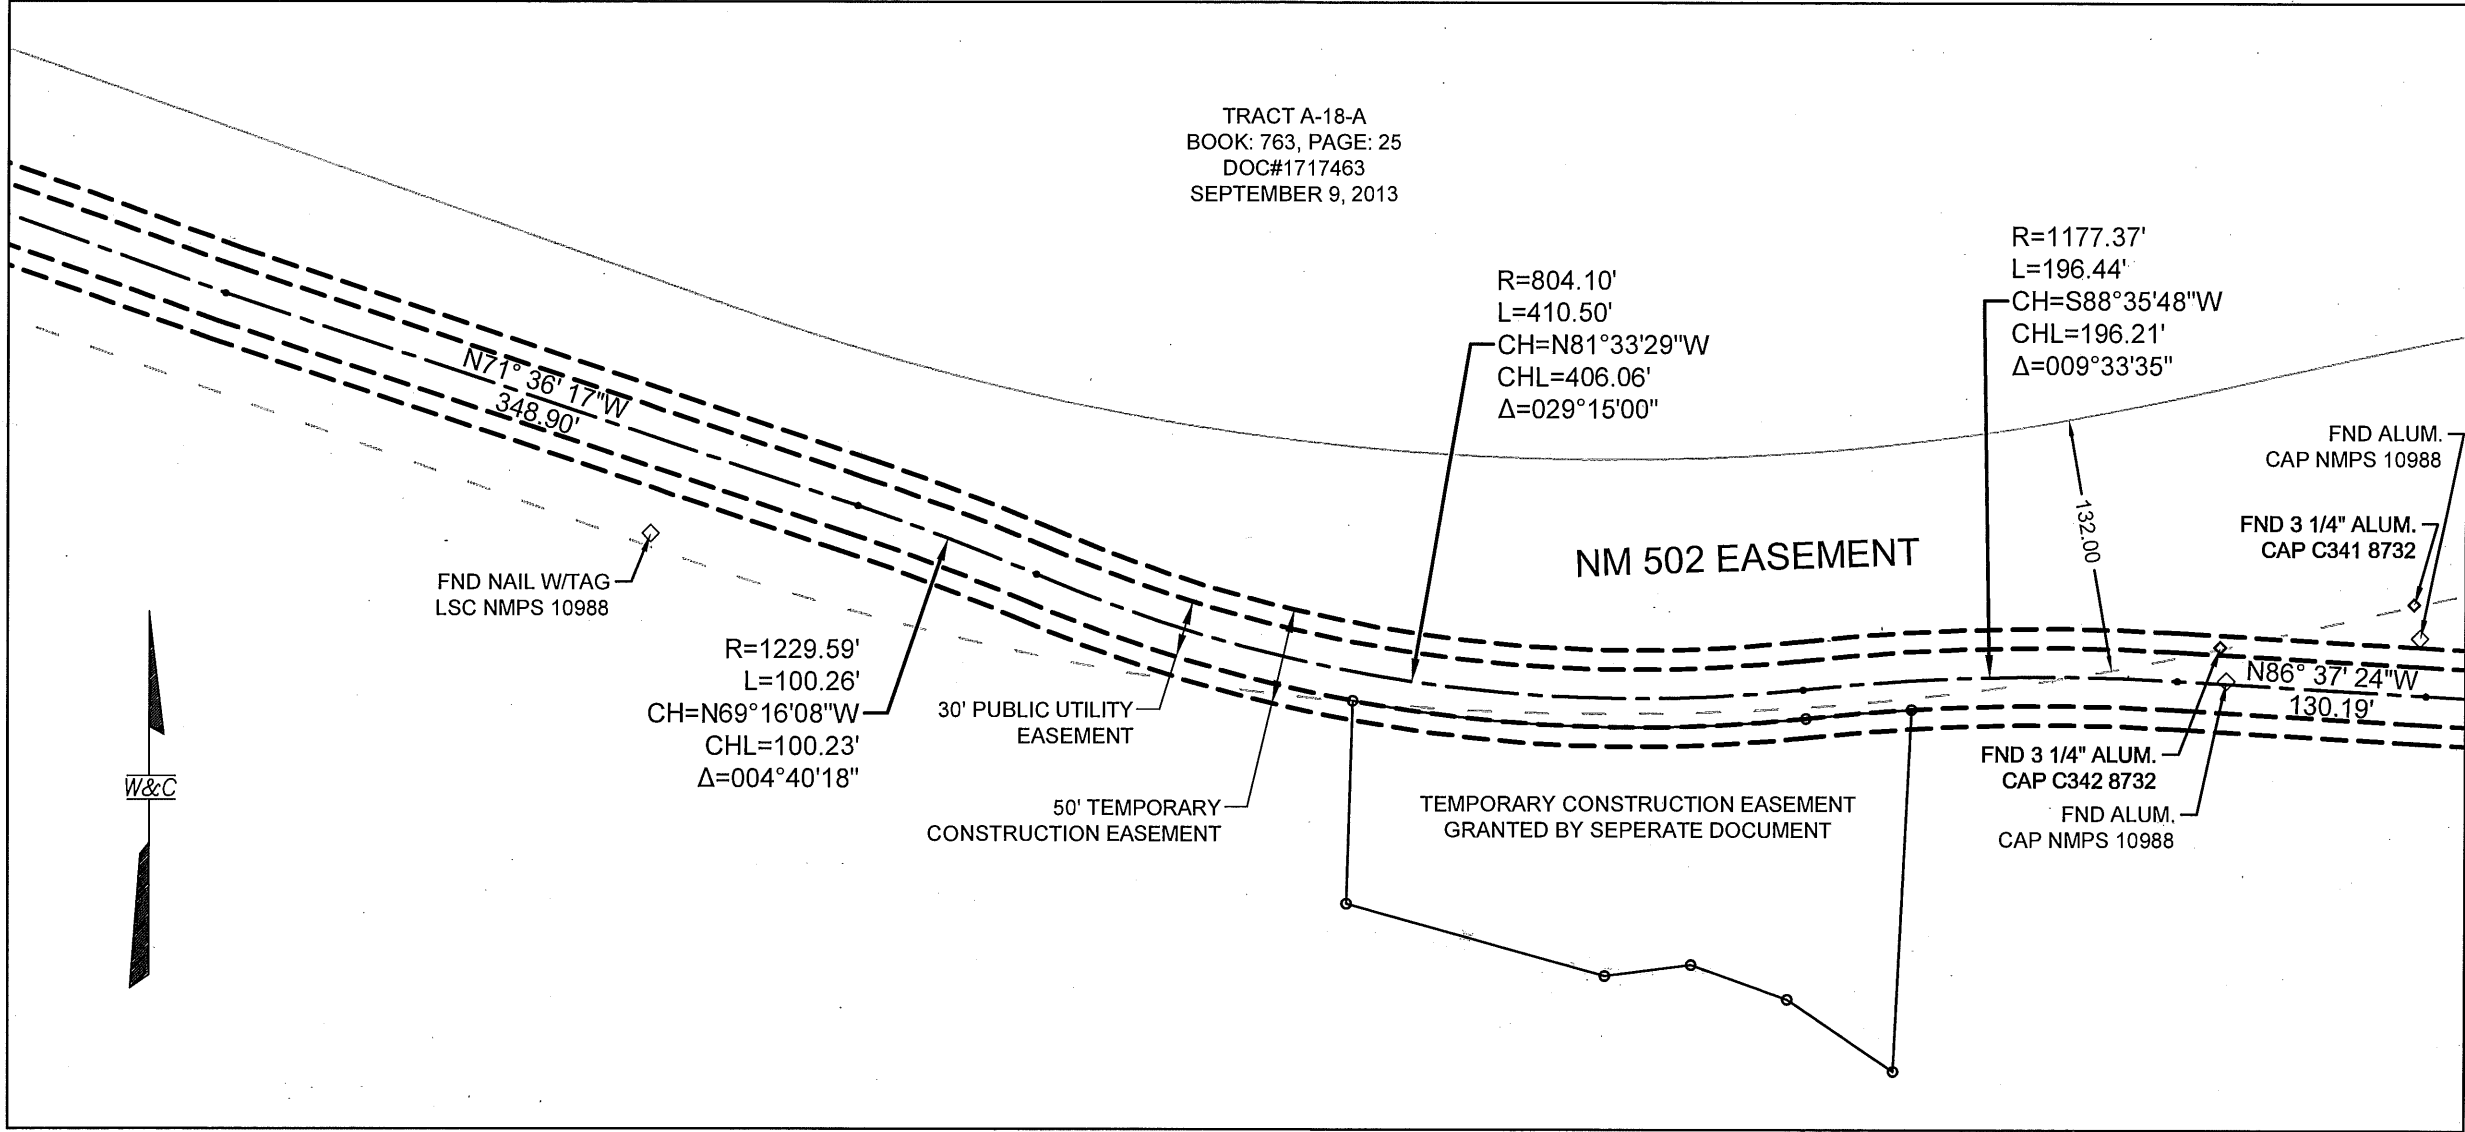 TRACT A-18-A
BOOK: 763, PAGE: 25
DOC#1717463
SEPTEMBER 9, 2013
R=1177.37'
L=196.44'
CH=S88°35'48"W
CHL=196.21'
Δ=009°33'35"
R=804.10'
L=410.50'
CH=N81°33'29"W
CHL=406.06'
Δ=029°15'00"
N71° 36' 17"W
348.90'
FND ALUM.
CAP NMPS 10988
FND 3 1/4" ALUM.
CAP C341 8732
132.00
NM 502 EASEMENT
FND NAIL W/TAG
LSC NMPS 10988
R=1229.59'
L=100.26'
CH=N69°16'08"W
CHL=100.23'
Δ=004°40'18"
30' PUBLIC UTILITY
EASEMENT
N86° 37' 24"W
130.19'
FND 3 1/4" ALUM.
CAP C342 8732
FND ALUM.
CAP NMPS 10988
W&C
50' TEMPORARY
CONSTRUCTION EASEMENT
TEMPORARY CONSTRUCTION EASEMENT
GRANTED BY SEPERATE DOCUMENT